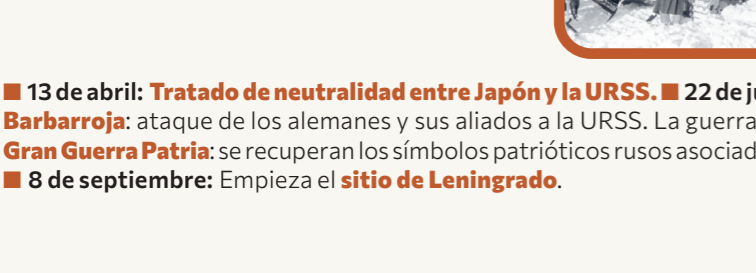 ■ 13 de abril: Tratado de neutralidad entre Japón y la URSS. ■ 22 de
Barbarroja: ataque de los alemanes y sus aliados a la URSS. La guerra
Gran Guerra Patria: se recuperan los símbolos patrióticos rusos
■ 8 de septiembre: Empieza el sitio de Leningrado.